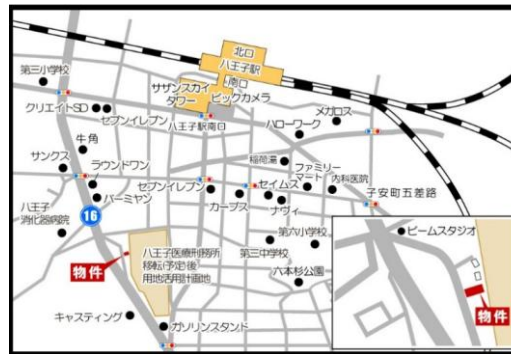 北口
八王子駅
南口
第三小学校
サザンスカイ
タワー
ビックカメラ
クリエイトSD
セブンイレブン
八王子駅南口
ハローワーク
メガロス
牛角
サンクス
ラウンドワン
稲荷湯
ファミリー
マート
内科医院
子安町五差路
バーミヤン
セブンイレブン
カーブス
セイムス
ナヴィ
八王子
消化器病院
16
第六小学校
第三中学校
八王子医療刑務所
移転(予定)後
用地活用計画地
物件
六本杉公園
キャスティング
ガソリンスタンド
ビームスタジオ
物件